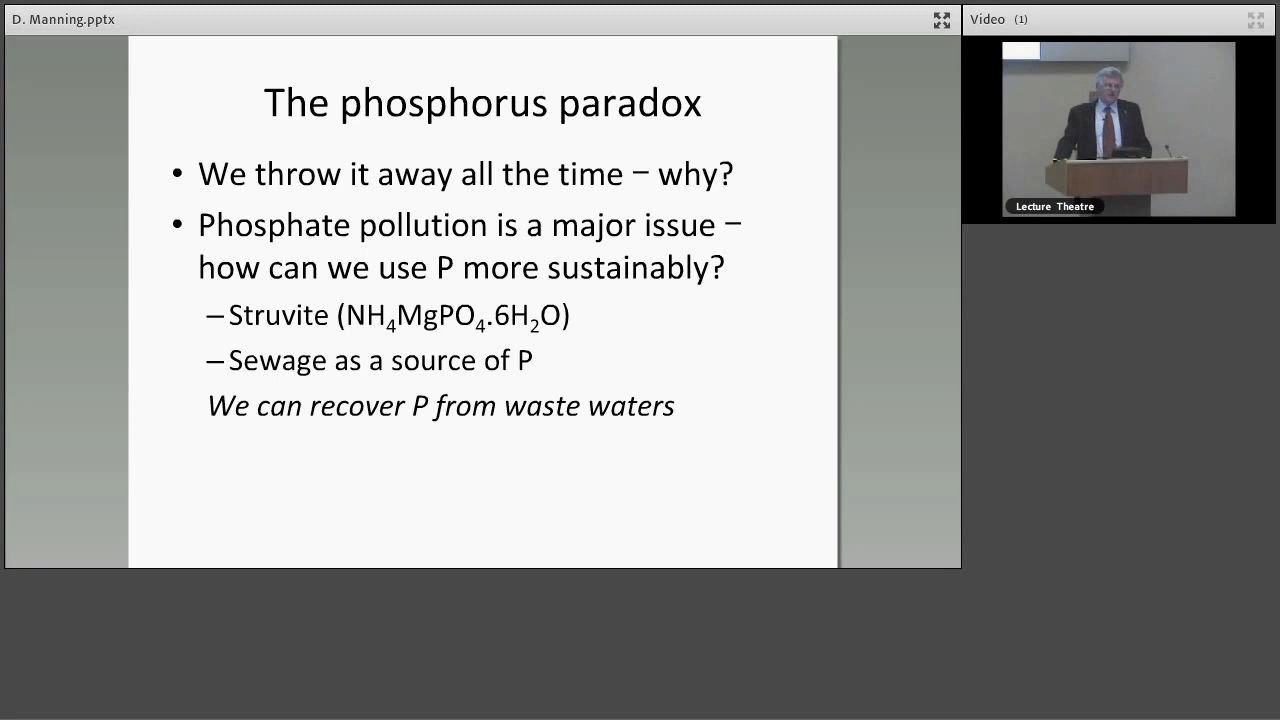 D. Manning.pptx
Video (1)
The phosphorus paradox
• We throw it away all the time – why?
• Phosphate pollution is a major issue –
how can we use P more sustainably?
– Struvite (NH₄MgPO₄.6H₂O)
– Sewage as a source of P
We can recover P from waste waters
Lecture Theatre